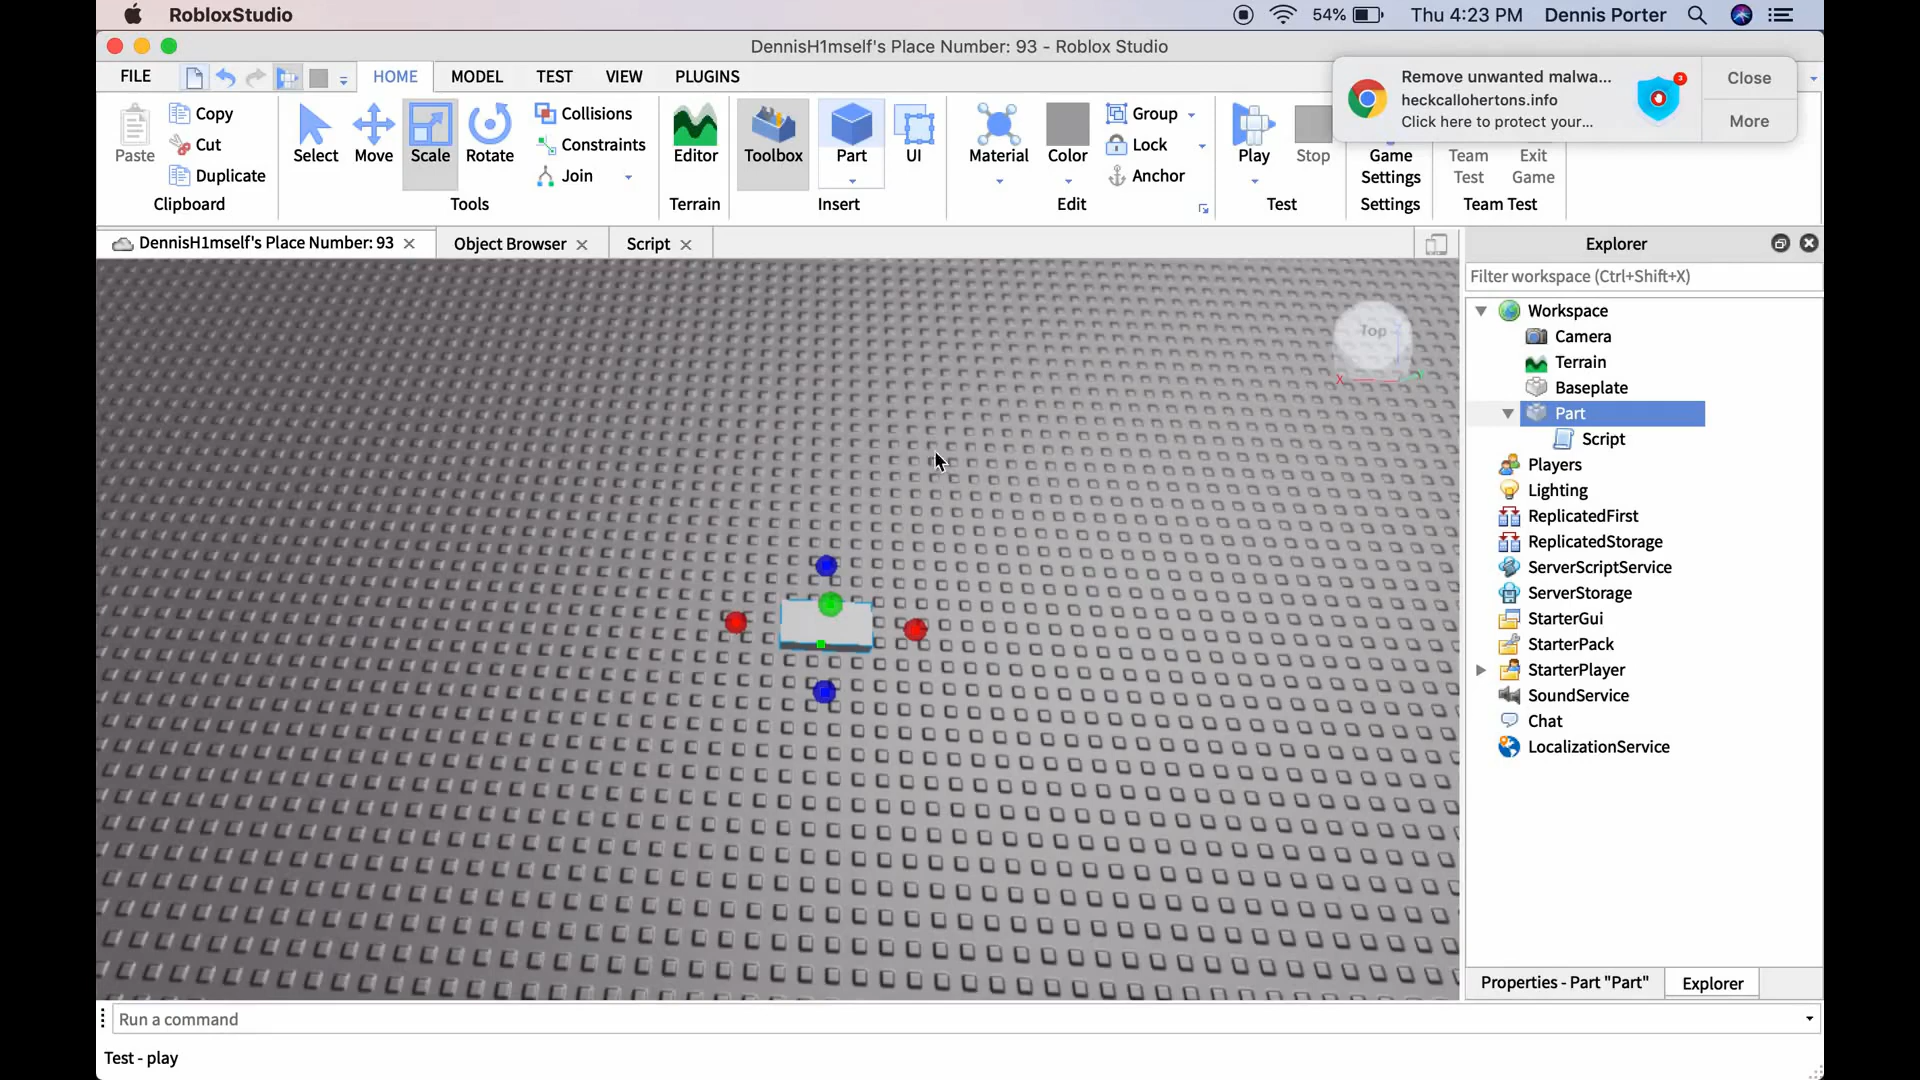 RobloxStudio
54%
Thu 4:23 PM
Dennis Porter
DennisH1mself's Place Number: 93 - Roblox Studio
FILE
HOME
MODEL
TEST
VIEW
PLUGINS
Remove unwanted malwa...
heckcallohertons.info
Click here to protect your...
3
Close
More
Paste
Copy
Cut
Duplicate
Clipboard
Select
Move
Scale
Rotate
Collisions
Constraints
Join
Tools
Editor
Terrain
Toolbox
Part
UI
Insert
Material
Color
Group
Lock
Anchor
Edit
Play
Stop
Test
Game
Settings
Settings
Team
Test
Exit
Game
Team Test
DennisH1mself's Place Number: 93
Object Browser
Script
Top
X
Explorer
Filter workspace (Ctrl+Shift+X)
Workspace
Camera
Terrain
Baseplate
Part
Script
Players
Lighting
ReplicatedFirst
ReplicatedStorage
ServerScriptService
ServerStorage
StarterGui
StarterPack
StarterPlayer
SoundService
Chat
LocalizationService
Properties - Part "Part"
Explorer
Run a command
Test - play